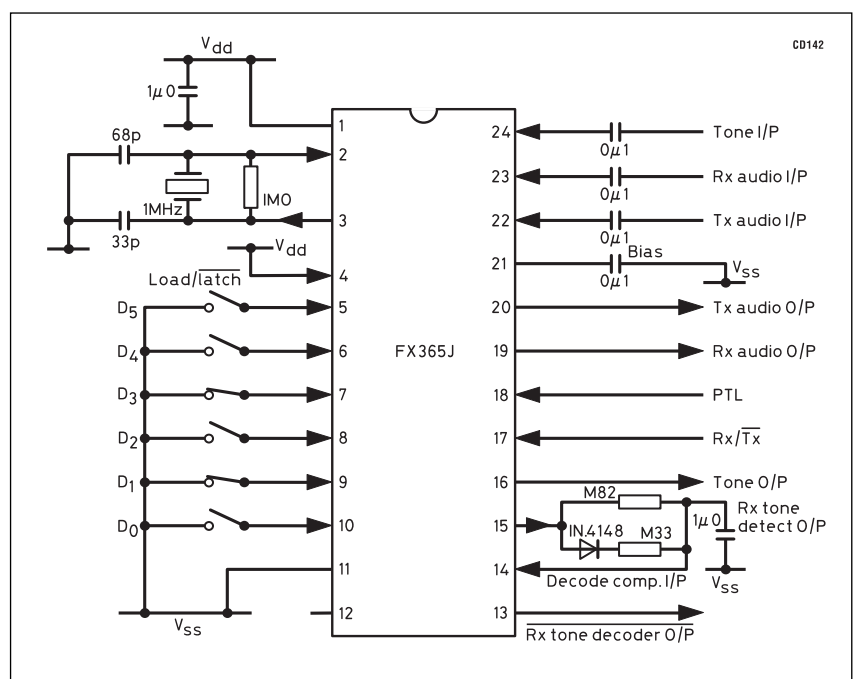 CD142
Vdd
1μ0
68p
1MHz
1M0
33p
Vdd
Load/latch
D5
D4
D3
D2
D1
D0
Vss
1
2
3
4
5
6
7
8
9
10
11
12
FX365J
24
23
22
21
20
19
18
17
16
15
14
13
0μ1
Tone I/P
0μ1
Rx audio I/P
0μ1
Tx audio I/P
Bias
0μ1
Vss
Tx audio O/P
Rx audio O/P
PTL
Rx/Tx
Tone O/P
M82
IN.4148
M33
1μ0
Rx tone
detect O/P
Vss
Decode comp. I/P
Rx tone decoder O/P